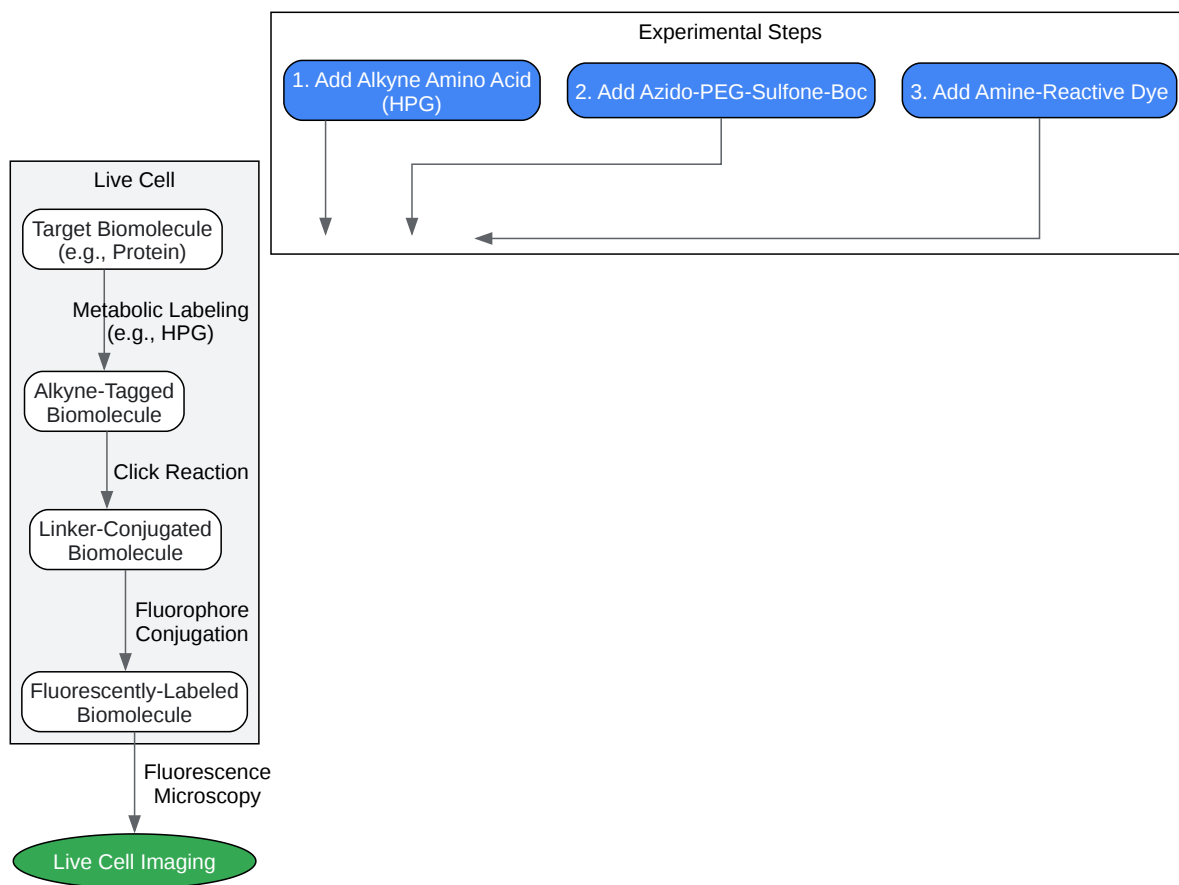 Experimental Steps
1. Add Alkyne Amino Acid
(HPG)
2. Add Azido-PEG-Sulfone-Boc
3. Add Amine-Reactive Dye
Live Cell
Target Biomolecule
(e.g., Protein)
Metabolic Labeling
(e.g., HPG)
Alkyne-Tagged
Biomolecule
Click Reaction
Linker-Conjugated
Biomolecule
Fluorophore
Conjugation
Fluorescently-Labeled
Biomolecule
Fluorescence
Microscopy
Live Cell Imaging